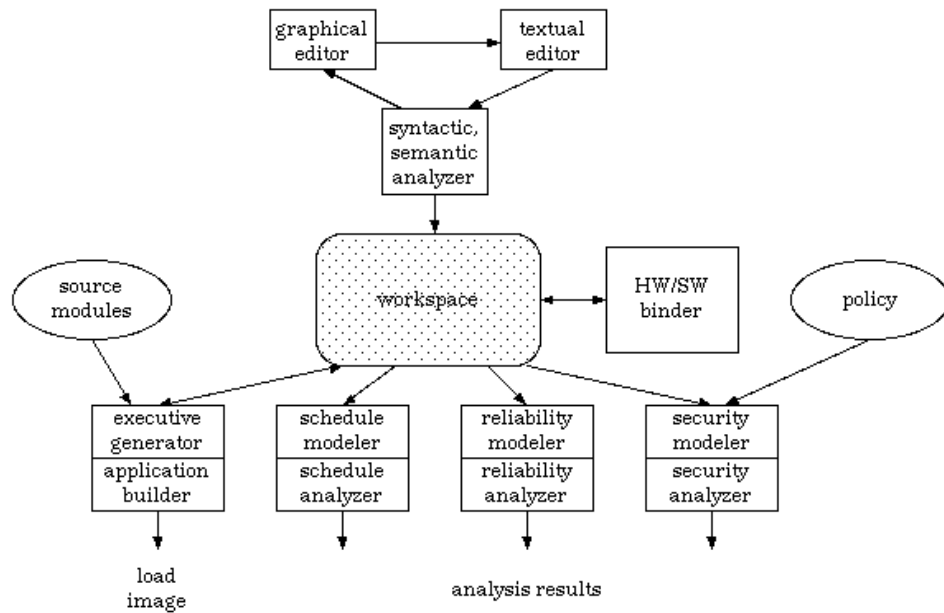 graphical
editor
textual
editor
syntactic,
semantic
analyzer
source
modules
workspace
HW/SW
binder
policy
executive
generator
application
builder
schedule
modeler
schedule
analyzer
reliability
modeler
reliability
analyzer
security
modeler
security
analyzer
load
image
analysis results